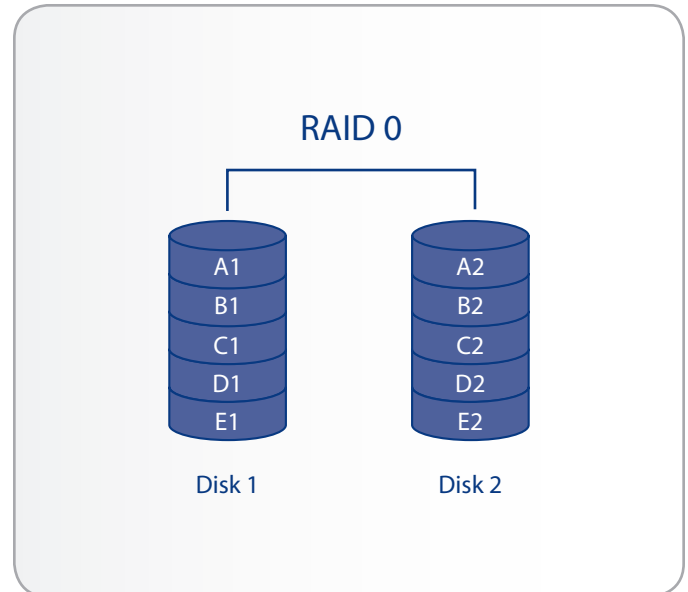 RAID 0
A1 A2
B1 B2
C1 C2
D1 D2
E1 E2
Disk 1 Disk 2